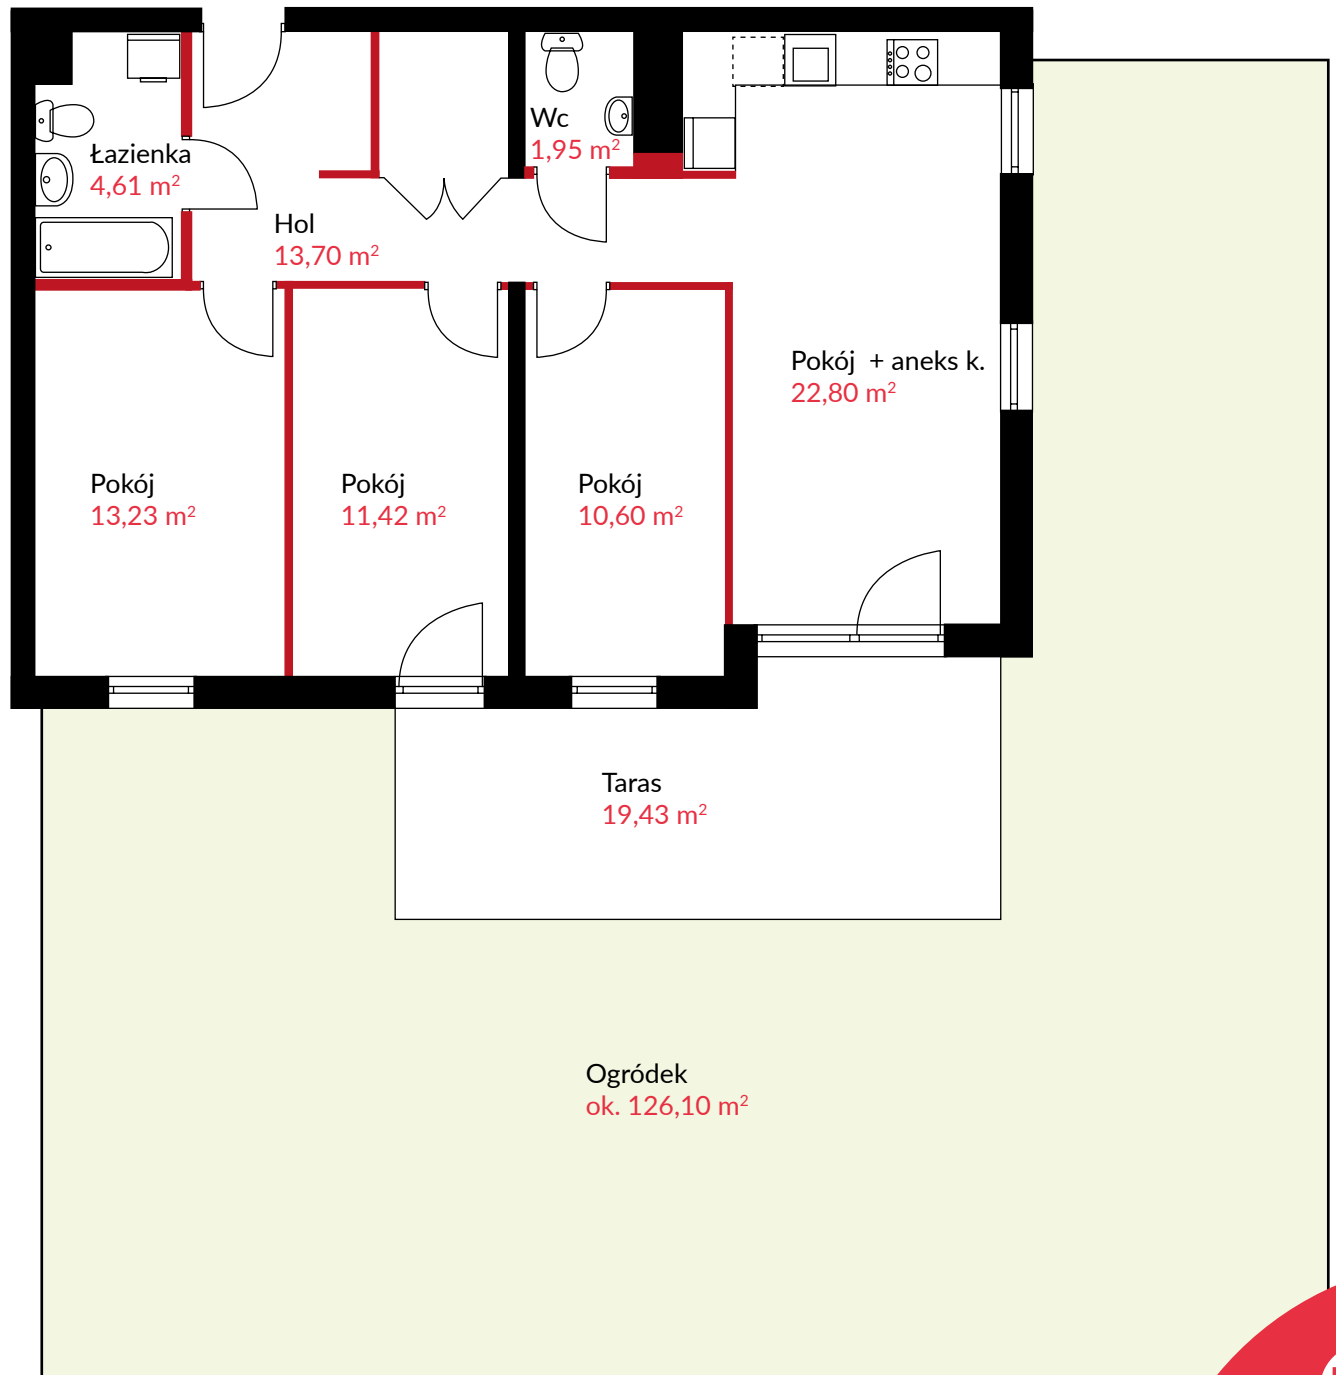 Wc
1,95 m²
Łazienka
4,61 m²
Hol
13,70 m²
Pokój + aneks k.
22,80 m²
Pokój
13,23 m²
Pokój
11,42 m²
Pokój
10,60 m²
Taras
19,43 m²
Ogródek
ok. 126,10 m²